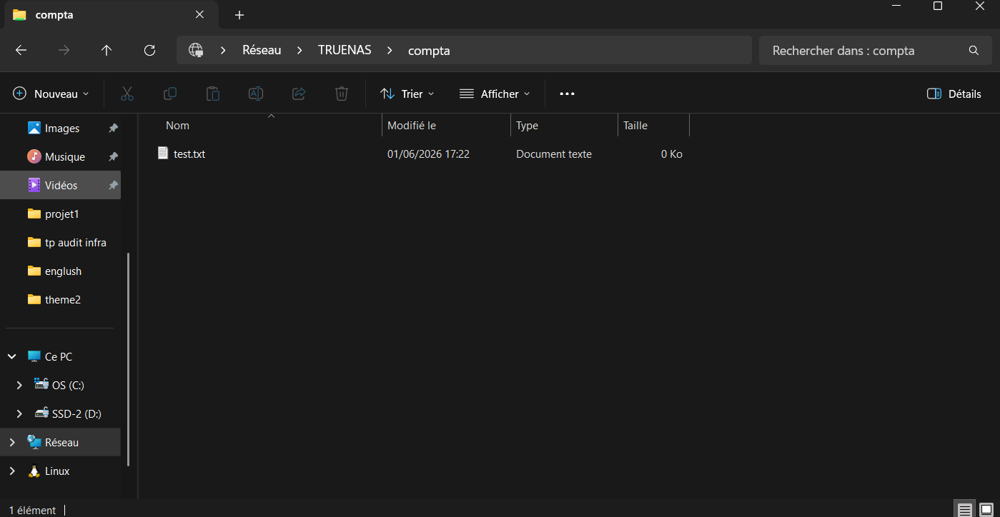 compta
Réseau TRUENAS compta
Rechercher dans : compta
Nouveau
Trier
Afficher
Détails
Images
Musique
Vidéos
projet1
tp audit infra
englush
theme2
Ce PC
OS (C:)
SSD-2 (D:)
Réseau
Linux
Nom Modifié le Type Taille
test.txt 01/06/2026 17:22 Document texte 0 Ko
1 élément